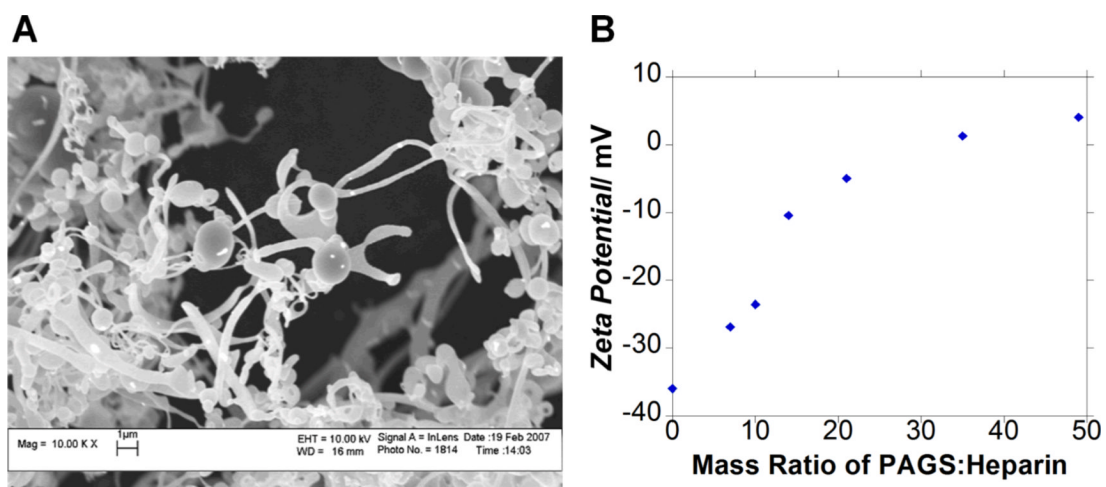 A
Mag = 10.00 K X
1µm
EHT = 10.00 kV Signal A = InLens Date :19 Feb 2007
WD = 16 mm Photo No. = 1814 Time :14:03
B
Zeta Potential/ mV
10
0
-10
-20
-30
-40
0 10 20 30 40 50
Mass Ratio of PAGS:Heparin